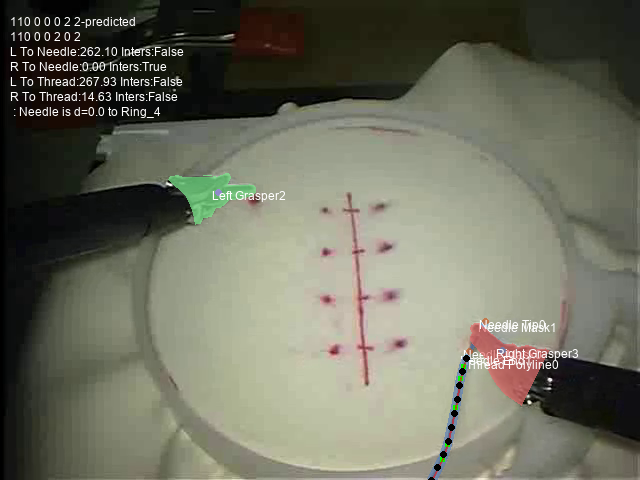 110 0 0 0 2 2-predicted
110 0 0 2 0 2
L To Needle:262.10 Inters:False
R To Needle:0.00 Inters:True
L To Thread:267.93 Inters:False
R To Thread:14.63 Inters:False
: Needle is d=0.0 to Ring_4
Left Grasper2
Needle Tip0
Needle Mask1
Right Grasper3
Thread Polyline0